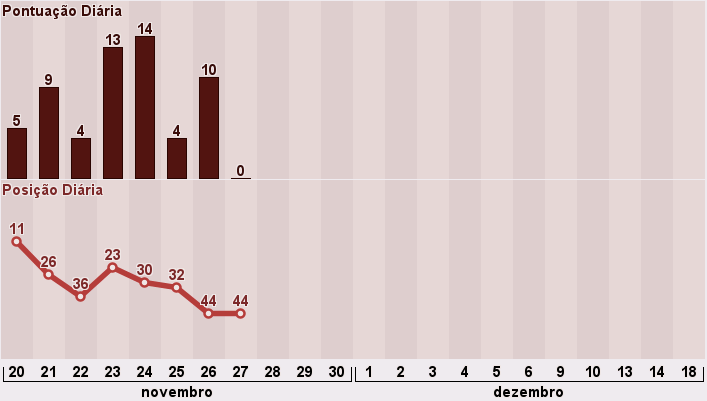 Pontuação Diária
5 9 4 13 14 4 10 0
Posição Diária
11 26 36 23 30 32 44 44
20 21 22 23 24 25 26 27 28 29 30 1 2 3 4 5 6 9 10 13 14 18
novembro dezembro